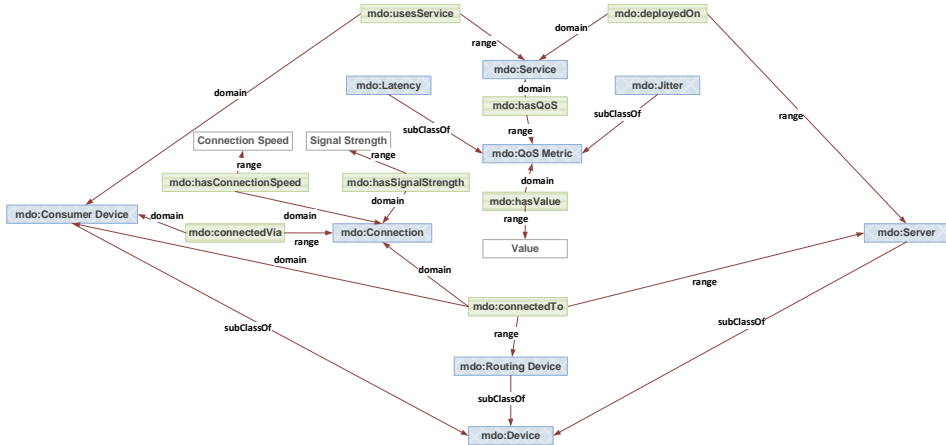 mdo:usesService
mdo:deployedOn
domain
range
range
domain
mdo:Service
domain
mdo:Latency
mdo:Jitter
domain
mdo:hasQoS
subClassOf
range
subClassOf
range
Connection Speed
Signal Strength
range
mdo:QoS Metric
range
domain
mdo:hasConnectionSpeed
mdo:hasSignalStrength
mdo:hasValue
domain
range
mdo:Consumer Device
domain
domain
mdo:connectedVia
range
mdo:Connection
Value
mdo:Server
domain
domain
range
mdo:connectedTo
subClassOf
range
subClassOf
mdo:Routing Device
subClassOf
mdo:Device